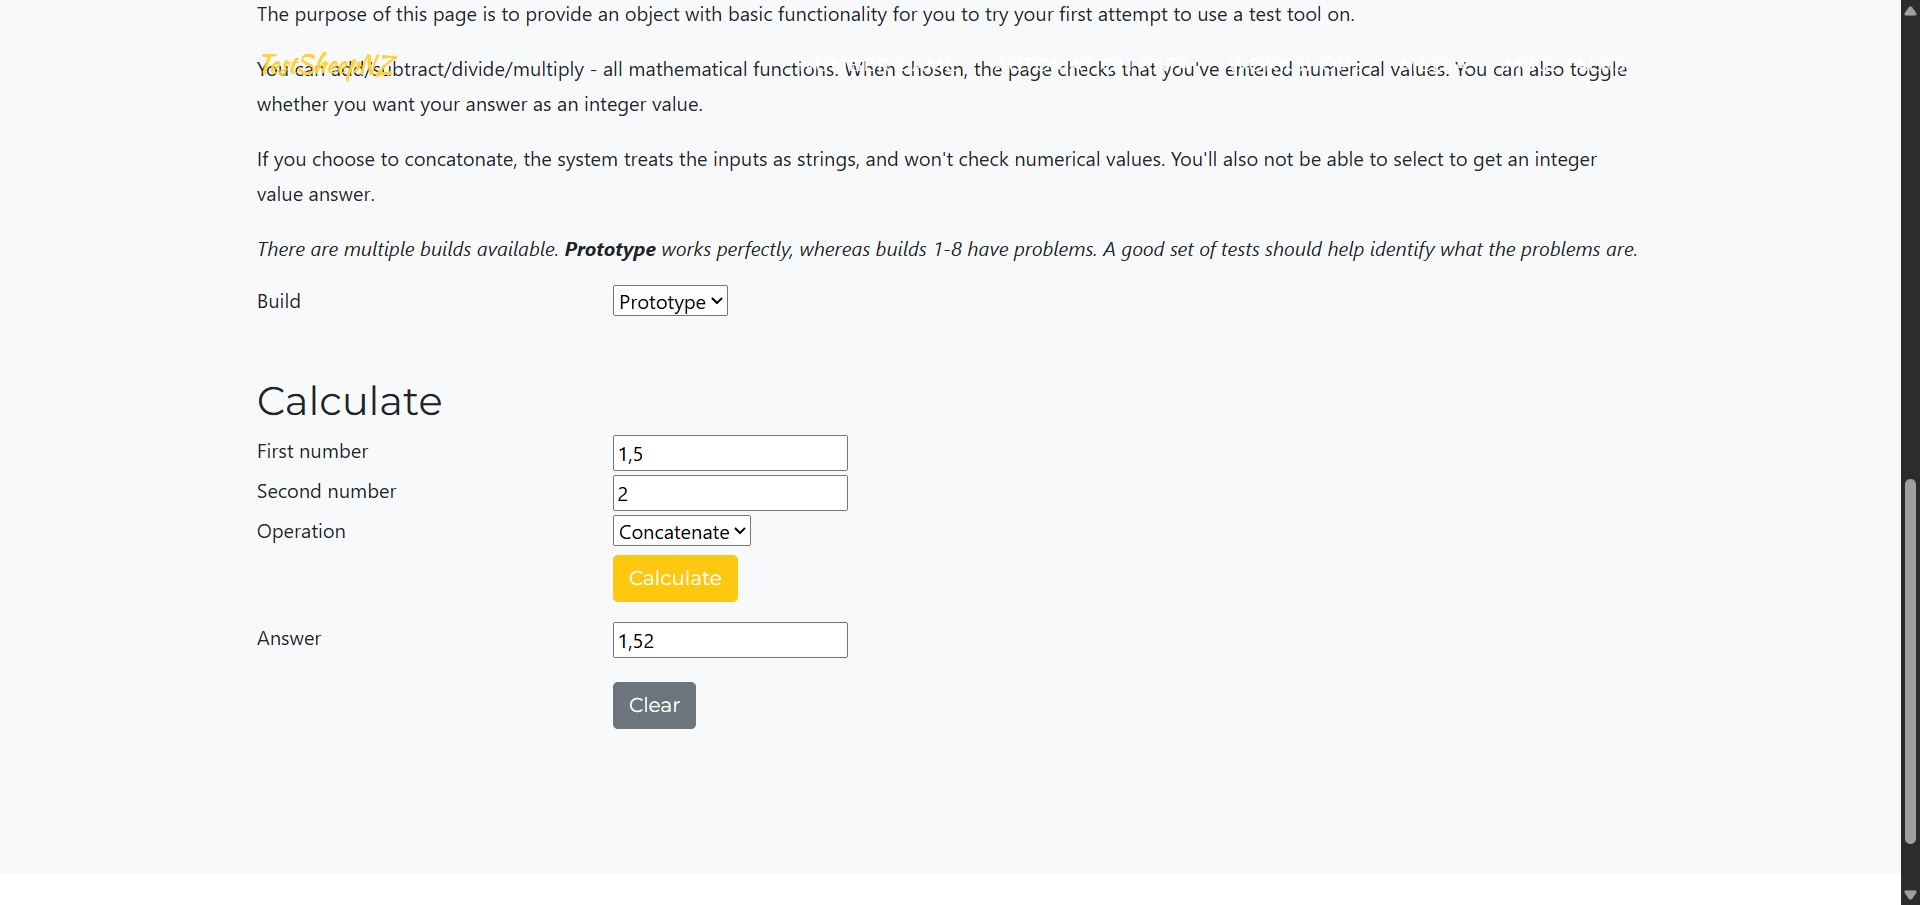 The purpose of this page is to provide an object with basic functionality for you to try your first attempt to use a test tool on.
TestSheepNZ
You can add/subtract/divide/multiply - all mathematical functions. When chosen, the page checks that you've entered numerical values. You can also toggle
whether you want your answer as an integer value.
If you choose to concatonate, the system treats the inputs as strings, and won't check numerical values. You'll also not be able to select to get an integer
value answer.
There are multiple builds available. Prototype works perfectly, whereas builds 1-8 have problems. A good set of tests should help identify what the problems are.
Build Prototype
Calculate
First number 1,5
Second number 2
Operation Concatenate
Calculate
Answer 1,52
Clear